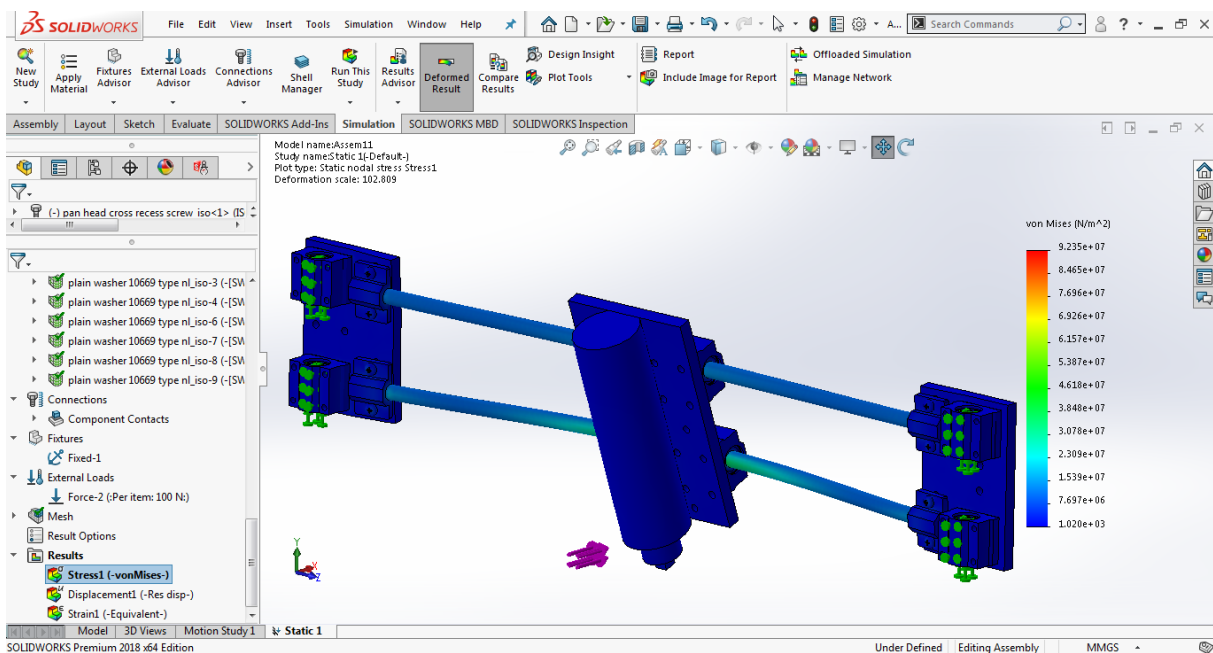 SOLIDWORKS File Edit View Insert Tools Simulation Window Help A... Search Commands ?
New Study Apply Material Fixtures Advisor External Loads Advisor Connections Advisor Shell Manager Run This Study Results Advisor Deformed Result Compare Results
Design Insight Report Offloaded Simulation
Plot Tools Include Image for Report Manage Network
Assembly Layout Sketch Evaluate SOLIDWORKS Add-Ins Simulation SOLIDWORKS MBD SOLIDWORKS Inspection
Model name:Assem11
Study name:Static 1(-Default-)
Plot type: Static nodal stress Stress1
Deformation scale: 102.809
(-) pan head cross recess screw_iso<1> (IS
plain washer 10669 type nl_iso-3 (-[SW
plain washer 10669 type nl_iso-4 (-[SW
plain washer 10669 type nl_iso-6 (-[SW
plain washer 10669 type nl_iso-7 (-[SW
plain washer 10669 type nl_iso-8 (-[SW
plain washer 10669 type nl_iso-9 (-[SW
Connections
Component Contacts
Fixtures
Fixed-1
External Loads
Force-2 (:Per item: 100 N:)
Mesh
Result Options
Results
Stress1 (-vonMises-)
Displacement1 (-Res disp-)
Strain1 (-Equivalent-)
von Mises (N/m^2)
9.235e+07
8.465e+07
7.696e+07
6.926e+07
6.157e+07
5.387e+07
4.618e+07
3.848e+07
3.078e+07
2.309e+07
1.539e+07
7.697e+06
1.020e+03
Y
X
Z
Model 3D Views Motion Study 1 Static 1
SOLIDWORKS Premium 2018 x64 Edition Under Defined Editing Assembly MMGS